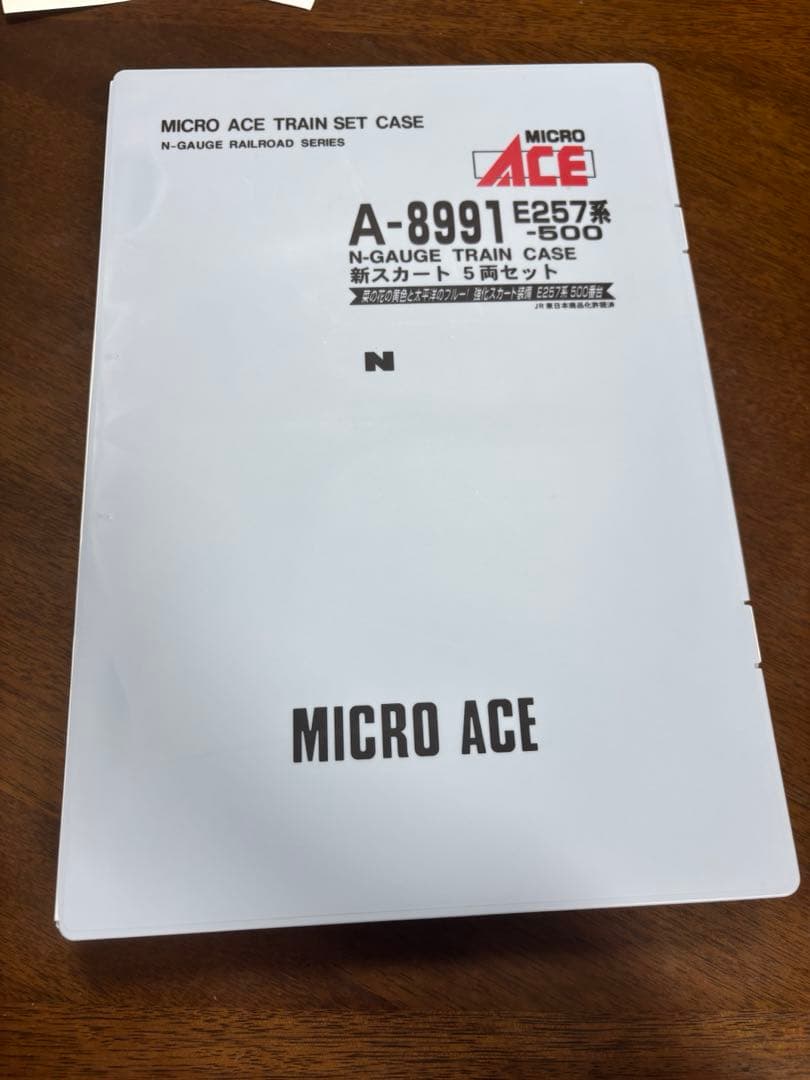 MICRO ACE TRAIN SET CASE
N-GAUGE RAILROAD SERIES
MICRO
ACE
A-8991 E257系
-500
N-GAUGE TRAIN CASE
新スカート 5両セット
菜の花の黄色と太平洋のブルー! 強化スカート装備 E257系 500番台
JR東日本商品化許諾済
N
MICRO ACE